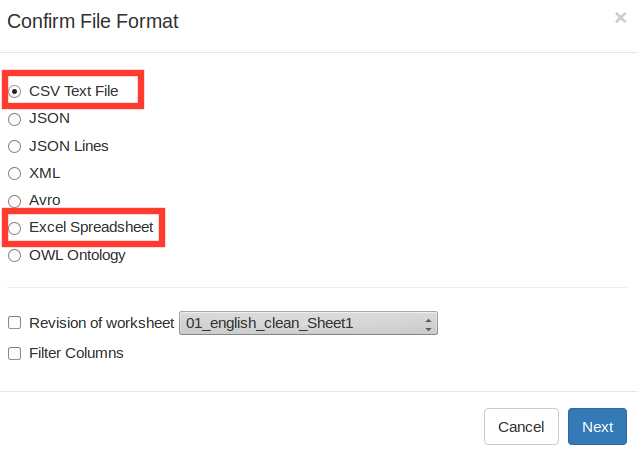 Confirm File Format ×
CSV Text File
JSON
JSON Lines
XML
Avro
Excel Spreadsheet
OWL Ontology
Revision of worksheet 01_english_clean_Sheet1
Filter Columns
Cancel Next